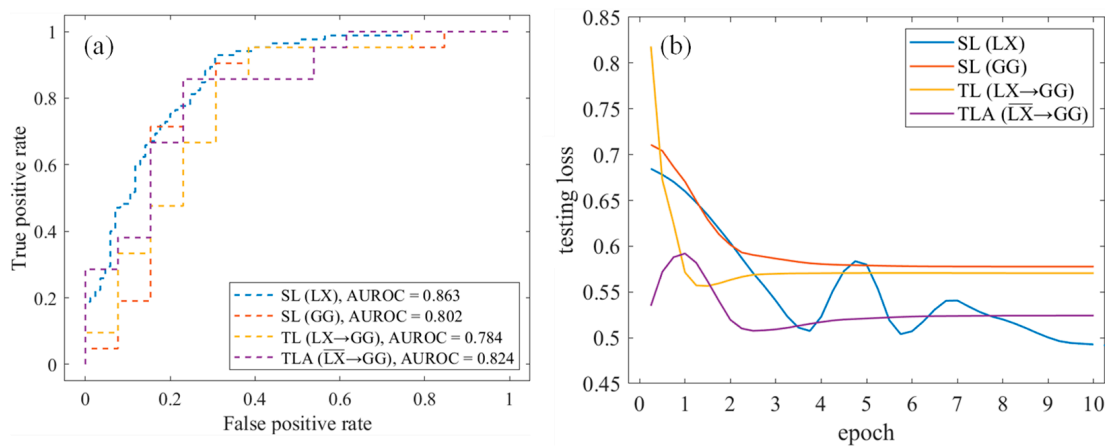 (a)
True positive rate
1
0.8
0.6
0.4
0.2
0
SL (LX), AUROC = 0.863
SL (GG), AUROC = 0.802
TL (LX→GG), AUROC = 0.784
TLA (L̅X̅→GG), AUROC = 0.824
0 0.2 0.4 0.6 0.8 1
False positive rate
(b)
testing loss
0.85
0.8
0.75
0.7
0.65
0.6
0.55
0.5
0.45
SL (LX)
SL (GG)
TL (LX→GG)
TLA (L̅X̅→GG)
0 1 2 3 4 5 6 7 8 9 10
epoch